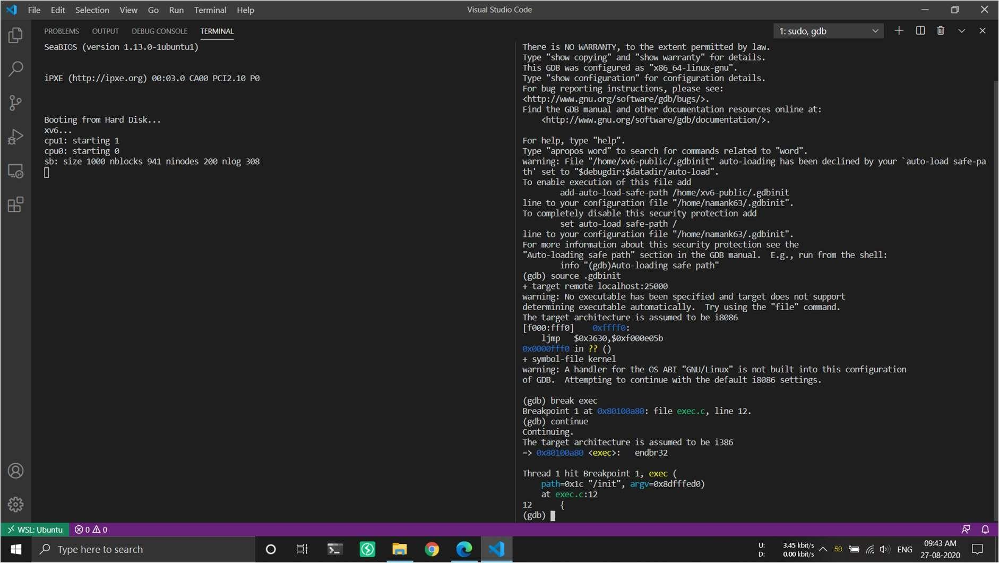 File Edit Selection View Go Run Terminal Help
Visual Studio Code
PROBLEMS OUTPUT DEBUG CONSOLE TERMINAL
1: sudo, gdb
SeaBIOS (version 1.13.0-1ubuntu1)
iPXE (http://ipxe.org) 00:03.0 CA00 PCI2.10 P0
Booting from Hard Disk...
xv6...
cpu1: starting 1
cpu0: starting 0
sb: size 1000 nblocks 941 ninodes 200 nlog 308
There is NO WARRANTY, to the extent permitted by law.
Type "show copying" and "show warranty" for details.
This GDB was configured as "x86_64-linux-gnu".
Type "show configuration" for configuration details.
For bug reporting instructions, please see:
<http://www.gnu.org/software/gdb/bugs/>.
Find the GDB manual and other documentation resources online at:
    <http://www.gnu.org/software/gdb/documentation/>.
For help, type "help".
Type "apropos word" to search for commands related to "word".
warning: File "/home/xv6-public/.gdbinit" auto-loading has been declined by your `auto-load safe-pa
th' set to "$debugdir:$datadir/auto-load".
To enable execution of this file add
        add-auto-load-safe-path /home/xv6-public/.gdbinit
line to your configuration file "/home/namank63/.gdbinit".
To completely disable this security protection add
        set auto-load safe-path /
line to your configuration file "/home/namank63/.gdbinit".
For more information about this security protection see the
"Auto-loading safe path" section in the GDB manual.  E.g., run from the shell:
        info "(gdb)Auto-loading safe path"
(gdb) source .gdbinit
+ target remote localhost:25000
warning: No executable has been specified and target does not support
determining executable automatically.  Try using the "file" command.
The target architecture is assumed to be i8086
[f000:fff0]    0xffff0:
    ljmp   $0x3630,$0xf000e05b
0x0000fff0 in ?? ()
+ symbol-file kernel
warning: A handler for the OS ABI "GNU/Linux" is not built into this configuration
of GDB.  Attempting to continue with the default i8086 settings.
(gdb) break exec
Breakpoint 1 at 0x80100a80: file exec.c, line 12.
(gdb) continue
Continuing.
The target architecture is assumed to be i386
=> 0x80100a80 <exec>:   endbr32
Thread 1 hit Breakpoint 1, exec (
    path=0x1c "/init", argv=0x8dfffed0)
    at exec.c:12
12      {
(gdb)
WSL: Ubuntu 0 0
Type here to search
U: 3.45 kbit/s
D: 0.00 kbit/s
58
ENG
09:43 AM
27-08-2020